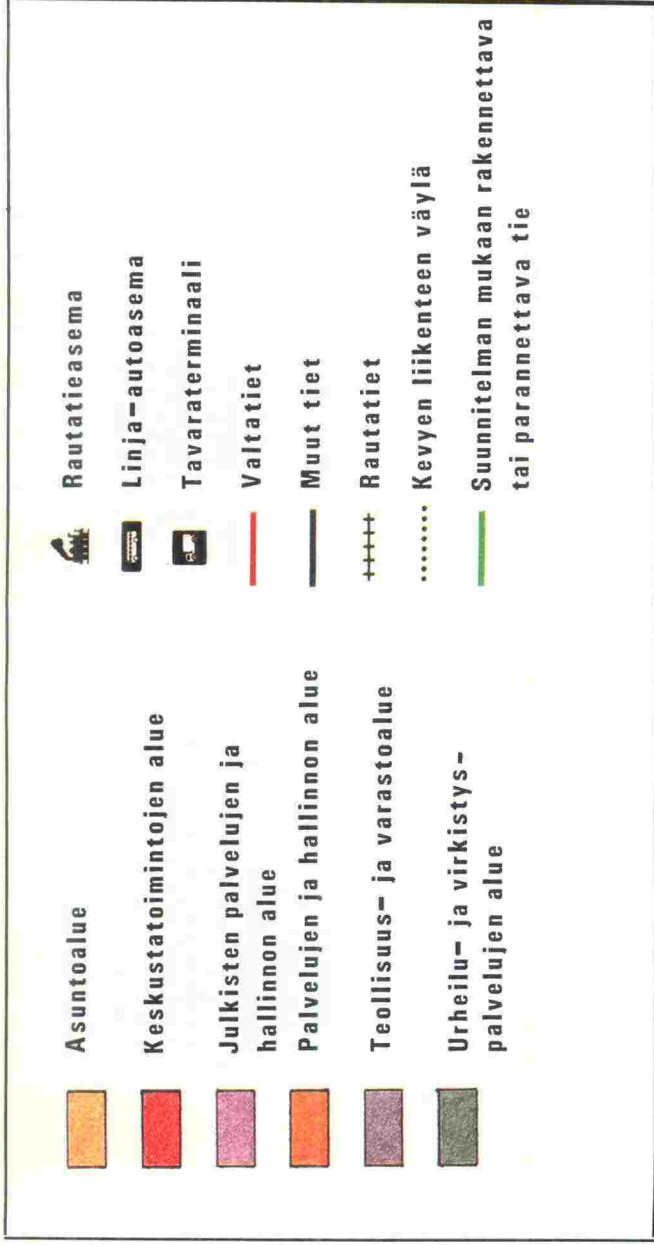 Asuntoalue
Keskustatoimintojen alue
Julkisten palvelujen ja
hallinnon alue
Palvelujen ja hallinnon alue
Teollisuus- ja varastoalue
Urheilu- ja virkistys-
palvelujen alue
Rautatieasema
Linja-autoasema
Tavaraterminaali
Valtatiet
Muut tiet
Rautatiet
Kevyen liikenteen väylä
Suunnitelman mukaan rakennettava
tai parannettava tie